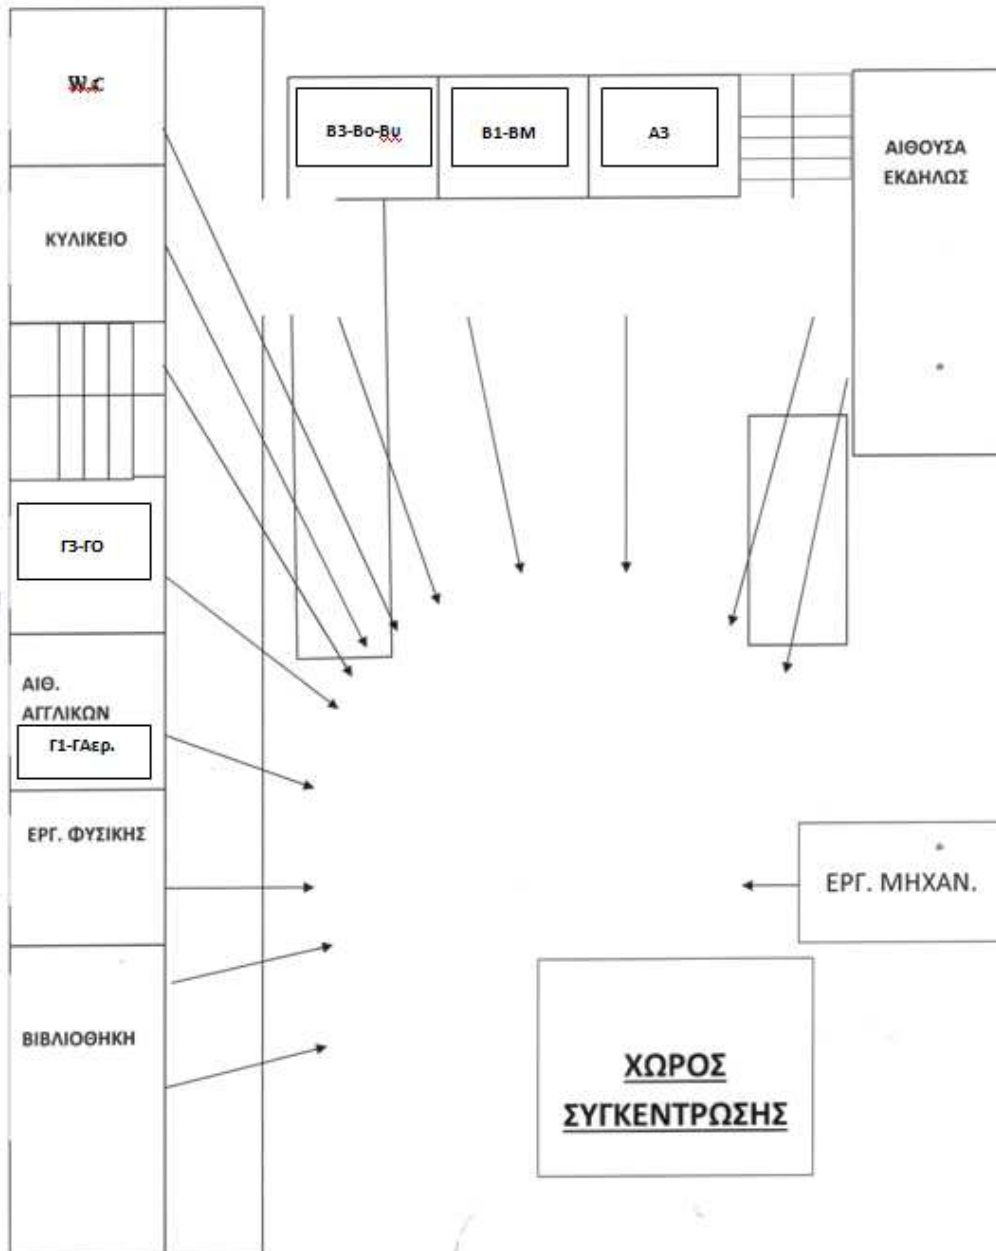 W.C
Β3-Βο-Βυ
Β1-ΒΜ
Α3
ΑΙΘΟΥΣΑ
ΕΚΔΗΛΩΣ
ΚΥΛΙΚΕΙΟ
Γ3-ΓΟ
ΑΙΘ.
ΑΓΓΛΙΚΩΝ
Γ1-ΓΑερ.
ΕΡΓ. ΦΥΣΙΚΗΣ
ΕΡΓ. ΜΗΧΑΝ.
ΒΙΒΛΙΟΘΗΚΗ
ΧΩΡΟΣ
ΣΥΓΚΕΝΤΡΩΣΗΣ